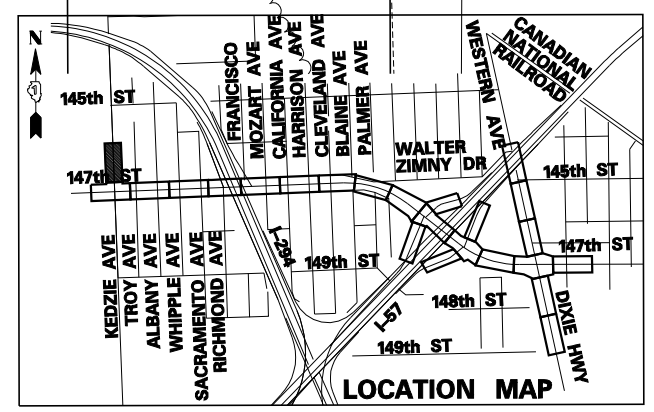 N
145th ST
147th ST
FRANCISCO
MOZART AVE
CALIFORNIA AVE
HARRISON AVE
CLEVELAND AVE
BLAINE AVE
PALMER AVE
WESTERN AVE
CANADIAN
NATIONAL
RAILROAD
WALTER
ZIMNY DR
145th ST
147th ST
KEDZIE AVE
TROY AVE
ALBANY AVE
WHIPPLE AVE
SACRAMENTO AVE
RICHMOND AVE
I-294
149th ST
148th ST
I-57
149th ST
DIXIE HWY
LOCATION MAP